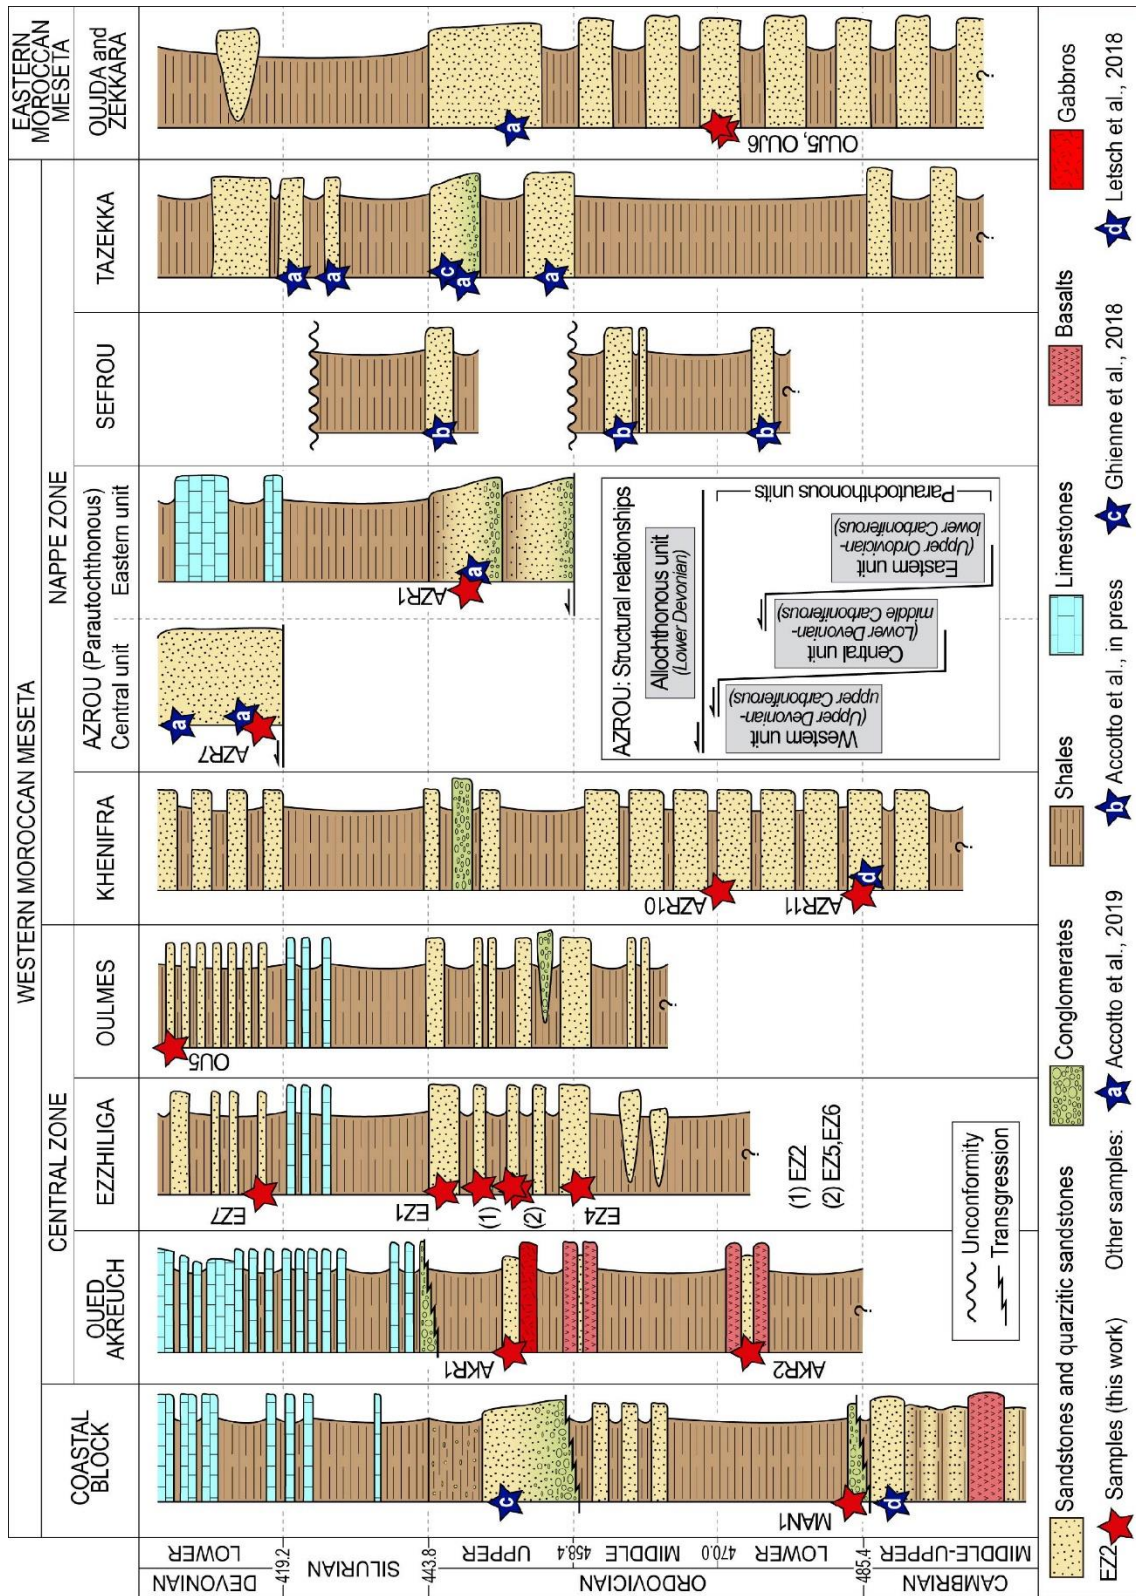 WESTERN MOROCCAN MESETA
EASTERN
MOROCCAN
MESETA
CENTRAL ZONE
NAPPE ZONE
COASTAL
BLOCK
OUED
AKREUCH
EZZHILIGA
OULMES
KHENIFRA
AZROU (Parautochthonous)
Central unit
Eastern unit
SEFROU
TAZEKKA
OUJDA and
ZEKKARA
DEVONIAN
LOWER
419.2
SILURIAN
443.8
ORDOVICIAN
UPPER
458.4
MIDDLE
470.0
LOWER
485.4
CAMBRIAN
MIDDLE-UPPER
c
MAN1
d
AKR1
AKR2
?
EZ7
EZ1
(1)
(2)
EZ4
?
(1) EZ2
(2) EZ5,EZ6
OU5
?
AZR10
AZR11
d
?
AZR7
a
a
AZR1
a
b
b
b
?
a
a
c
a
a
?
a
OUJ5, OUJ6
?
AZROU: Structural relationships
Allochthonous unit
(Lower Devonian)
Western unit
(Upper Devonian-
upper Carboniferous)
Central unit
(Lower Devonian-
middle Carboniferous)
Eastern unit
(Upper Ordovician-
lower Carboniferous)
Parautochthonous units
Unconformity
Transgression
Sandstones and quarzitic sandstones
Conglomerates
Shales
Limestones
Basalts
Gabbros
EZ2 Samples (this work)
Other samples:
a Accotto et al., 2019
b Accotto et al., in press
c Ghienne et al., 2018
d Letsch et al., 2018